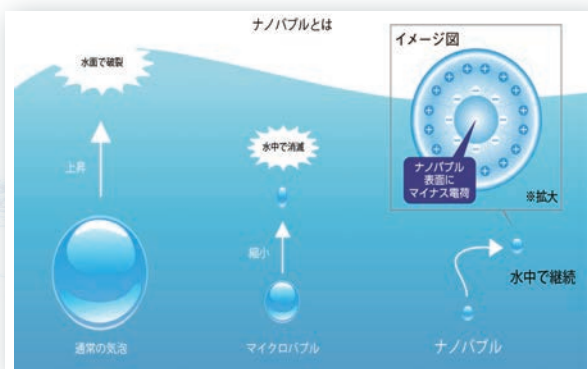 ナノバブルとは
水面で破裂
上昇
通常の気泡
水中で消滅
縮小
マイクロバブル
イメージ図
ナノバブル
表面に
マイナス電荷
※拡大
水中で継続
ナノバブル